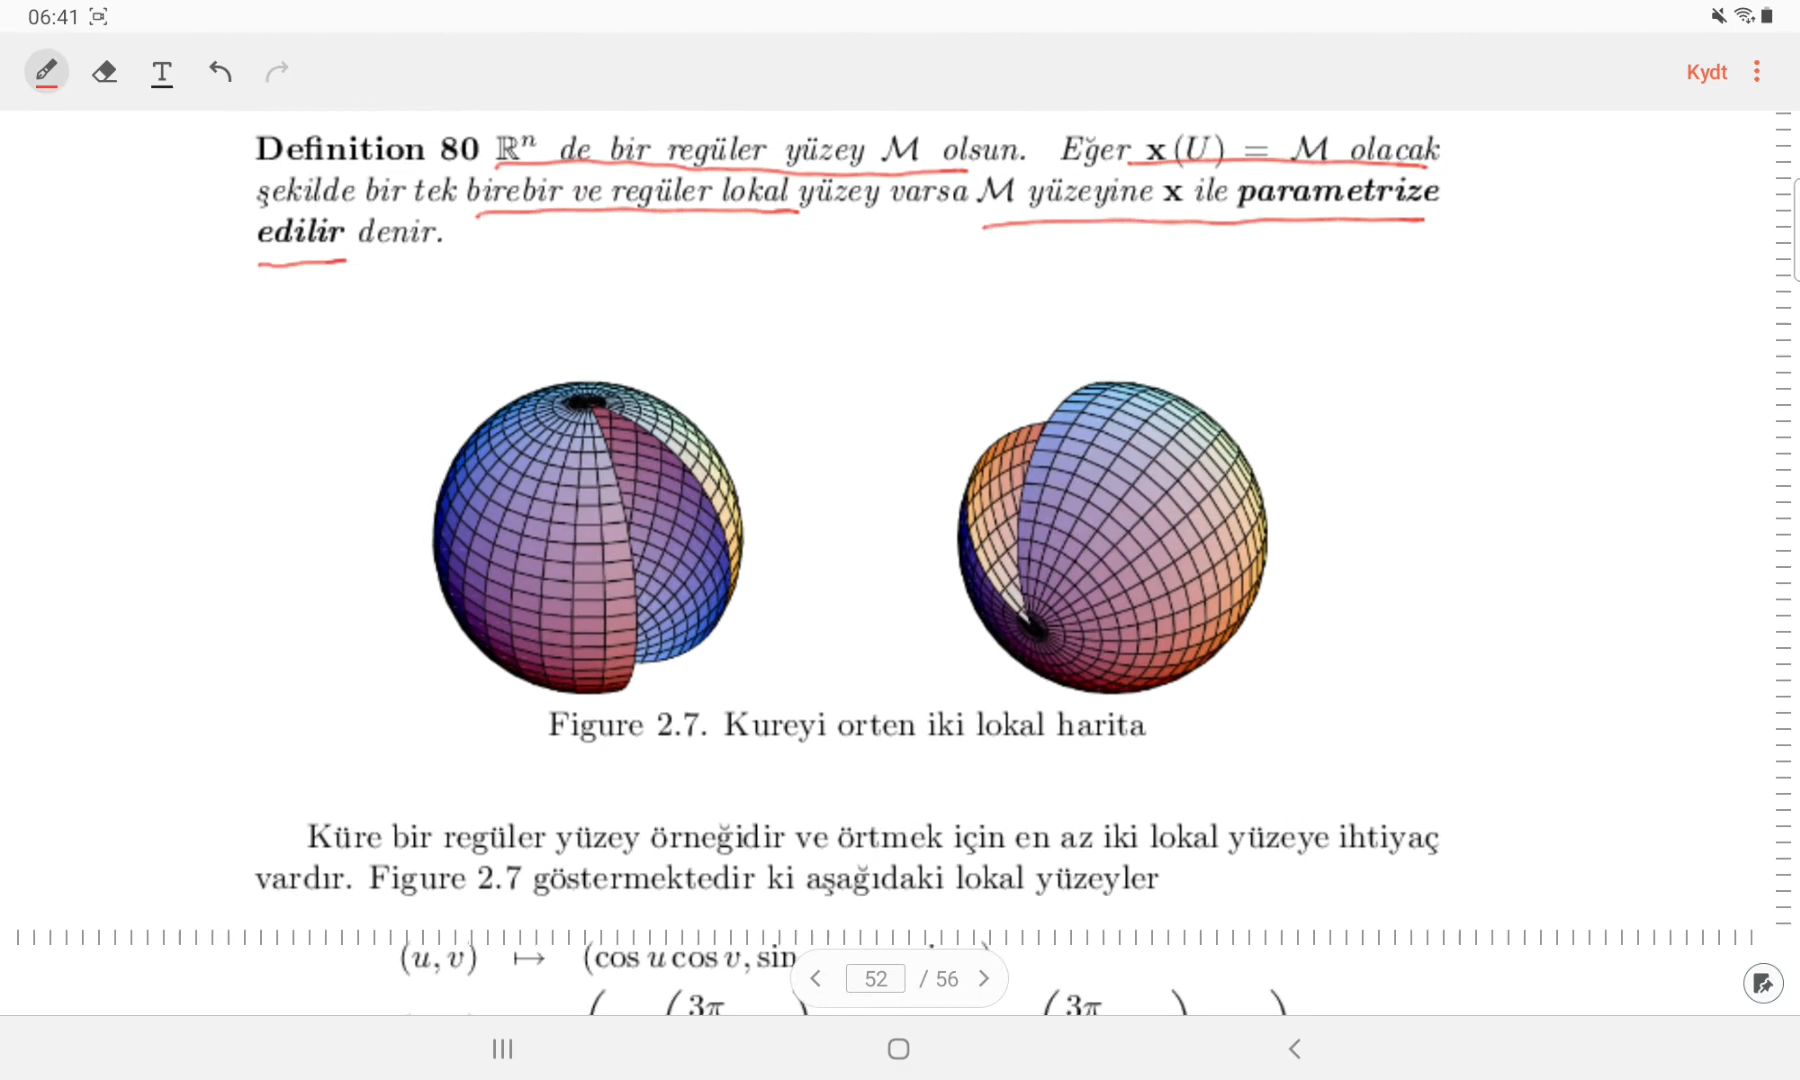 06:41
T
Kydt
Definition 80 ℝⁿ de bir regüler yüzey M olsun. Eğer x(U) = M olacak
şekilde bir tek birebir ve regüler lokal yüzey varsa M yüzeyine x ile parametrize
edilir denir.
Figure 2.7. Kureyi orten iki lokal harita
Küre bir regüler yüzey örneğidir ve örtmek için en az iki lokal yüzeye ihtiyaç
vardır. Figure 2.7 göstermektedir ki aşağıdaki lokal yüzeyler
(u, v) ↦ (cos u cos v, sin
52 / 56
( (3π ) (3π ) )